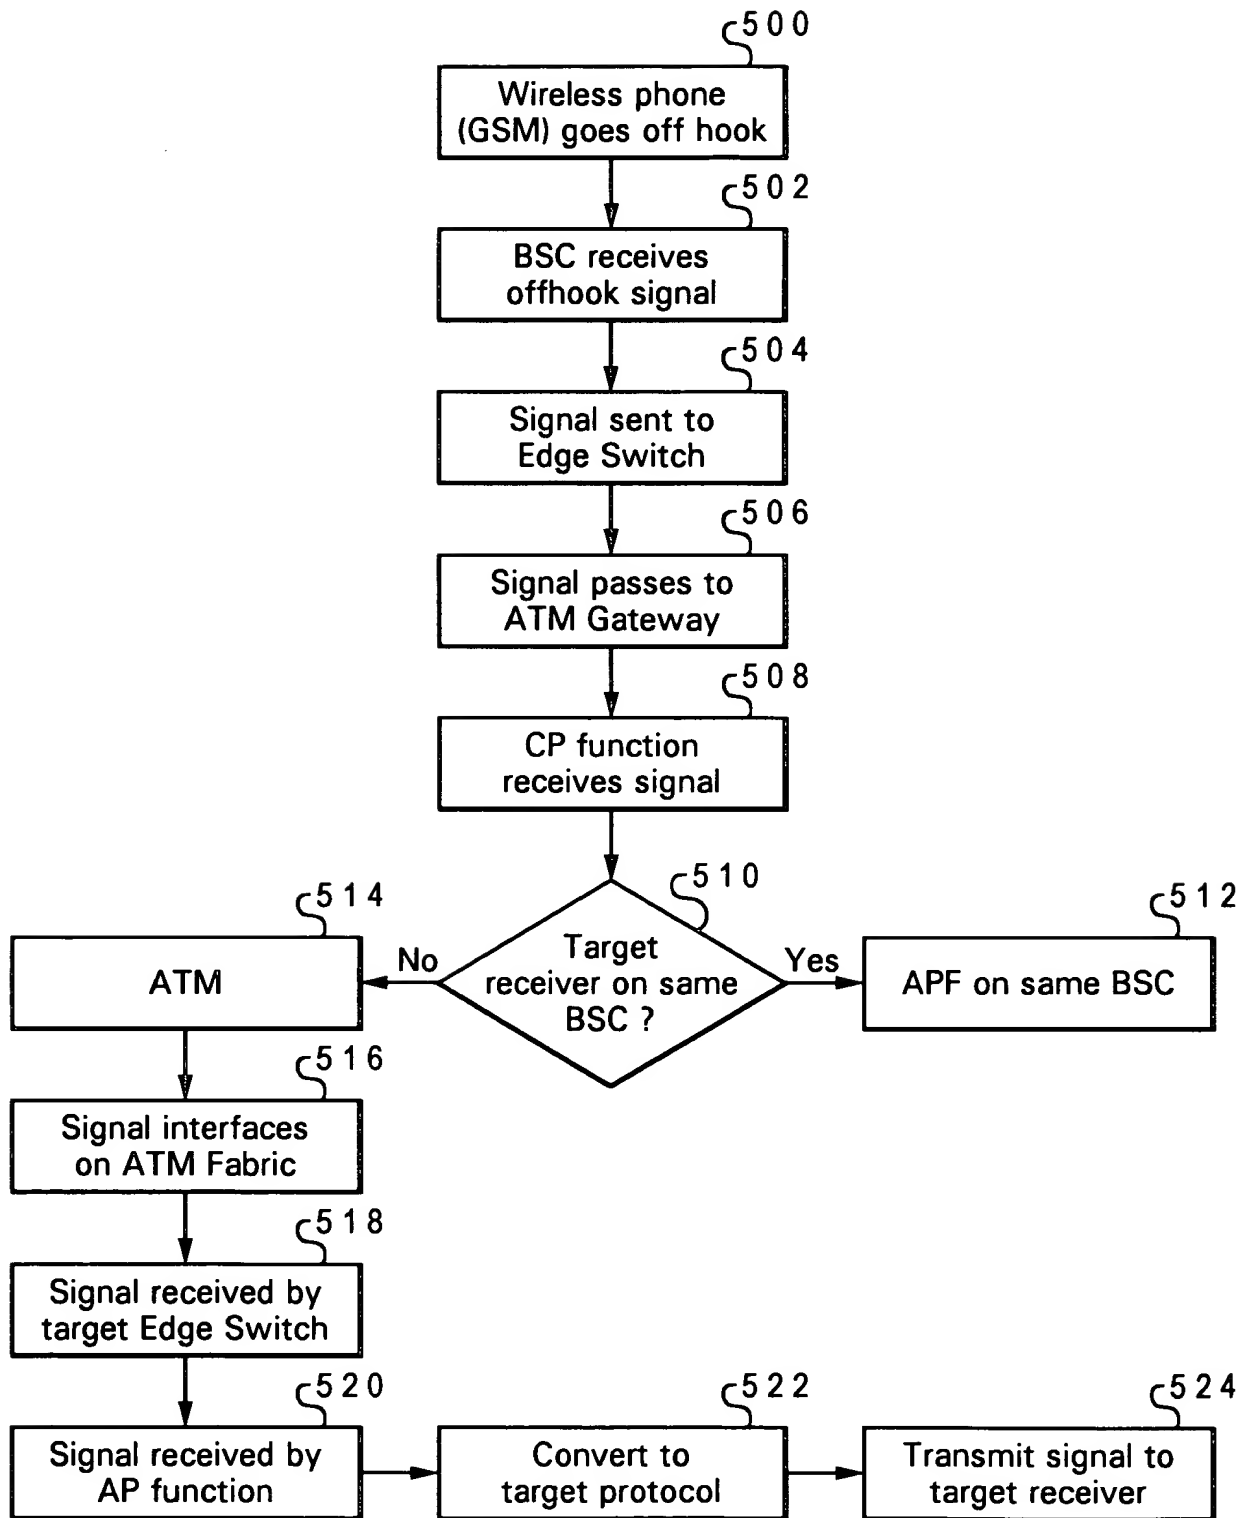 500
Wireless phone
(GSM) goes off hook
502
BSC receives
offhook signal
504
Signal sent to
Edge Switch
506
Signal passes to
ATM Gateway
508
CP function
receives signal
510
Target
receiver on same
BSC ?
No
Yes
512
APF on same BSC
514
ATM
516
Signal interfaces
on ATM Fabric
518
Signal received by
target Edge Switch
520
Signal received by
AP function
522
Convert to
target protocol
524
Transmit signal to
target receiver